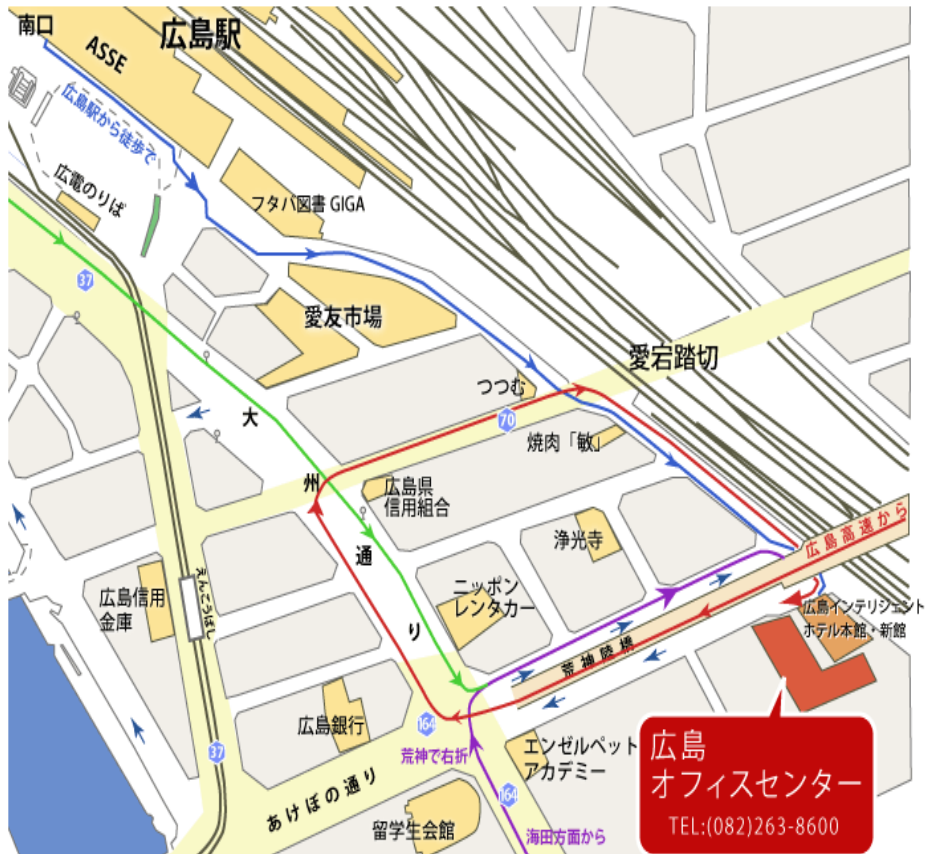 南口
広島駅
ASSE
広島駅から徒歩で
広電のりば
フタバ図書 GIGA
37
愛友市場
愛宕踏切
つつむ
大
70
焼肉「敏」
州
広島県
信用組合
広島高速から
浄光寺
通
えんこうばし
広島信用
金庫
ニッポン
レンタカー
り
広島インテリジェント
ホテル本館・新館
荒神陸橋
広島銀行
164
37
荒神で右折
エンゼルペット
アカデミー
広島
オフィスセンター
TEL:(082)263-8600
あけぼの通り
164
留学生会館
海田方面から